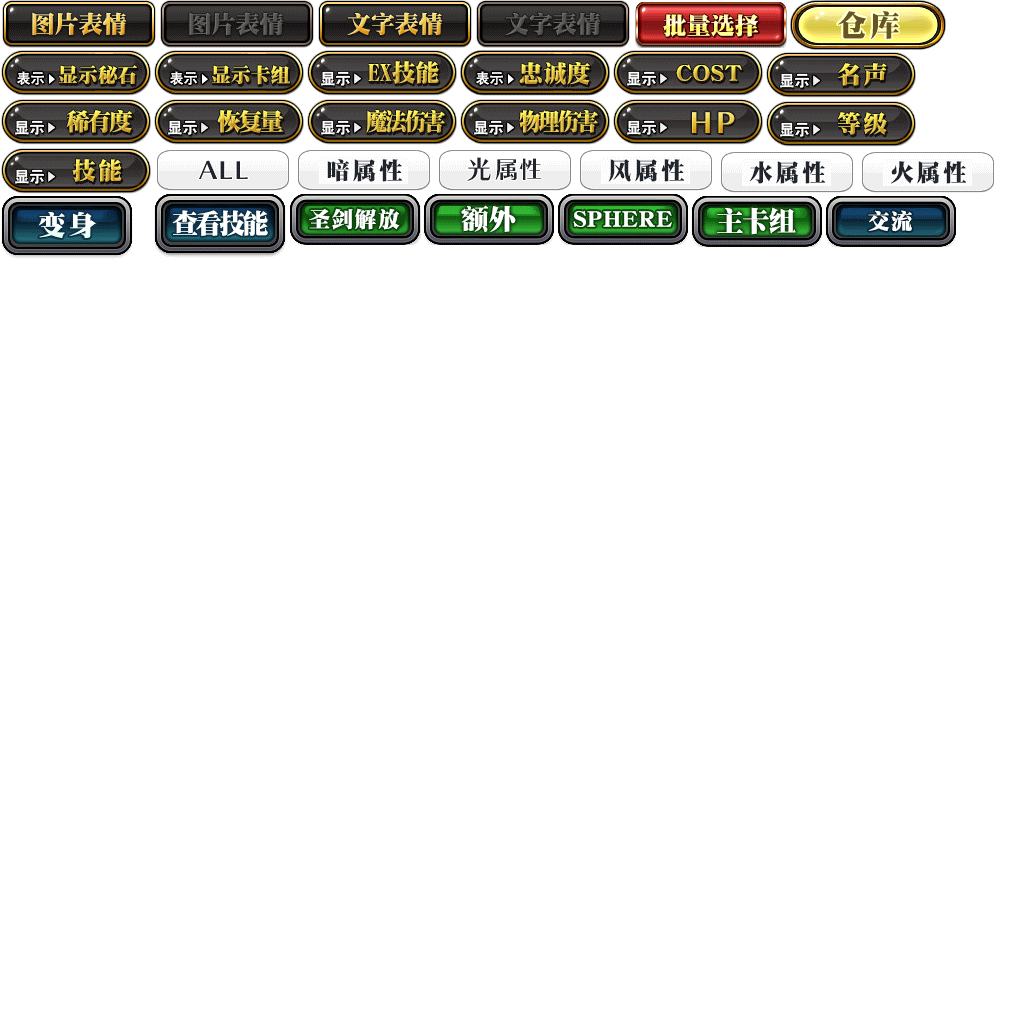 图片表情 图片表情 文字表情 文字表情 批量选择 仓库
表示 显示秘石 表示 显示卡组 显示 EX技能 表示 忠诚度 显示 COST 显示 名声
显示 稀有度 显示 恢复量 显示 魔法伤害 显示 物理伤害 显示 HP 显示 等级
显示 技能 ALL 暗属性 光属性 风属性 水属性 火属性
变身 查看技能 圣剑解放 额外 SPHERE 主卡组 交流